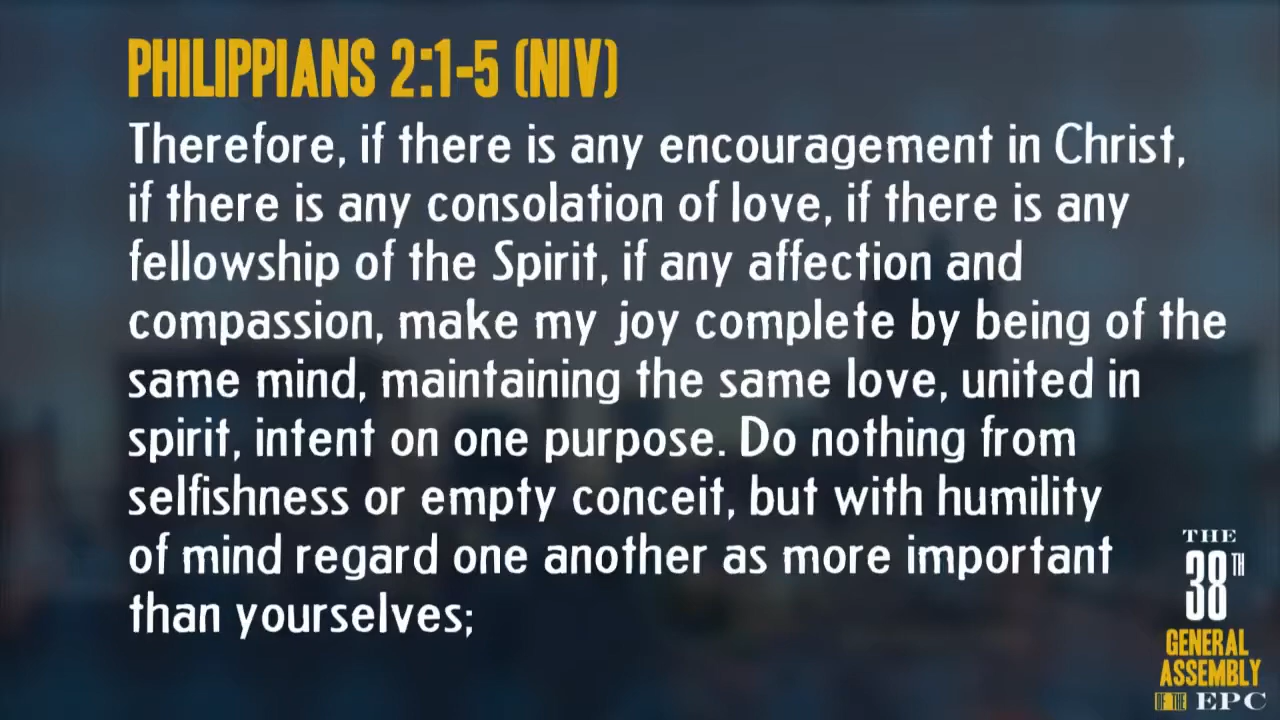 PHILIPPIANS 2:1-5 (NIV)
Therefore, if there is any encouragement in Christ,
if there is any consolation of love, if there is any
fellowship of the Spirit, if any affection and
compassion, make my joy complete by being of the
same mind, maintaining the same love, united in
spirit, intent on one purpose. Do nothing from
selfishness or empty conceit, but with humility
of mind regard one another as more important
than yourselves;
THE
38TH
GENERAL
ASSEMBLY
OF THE EPC